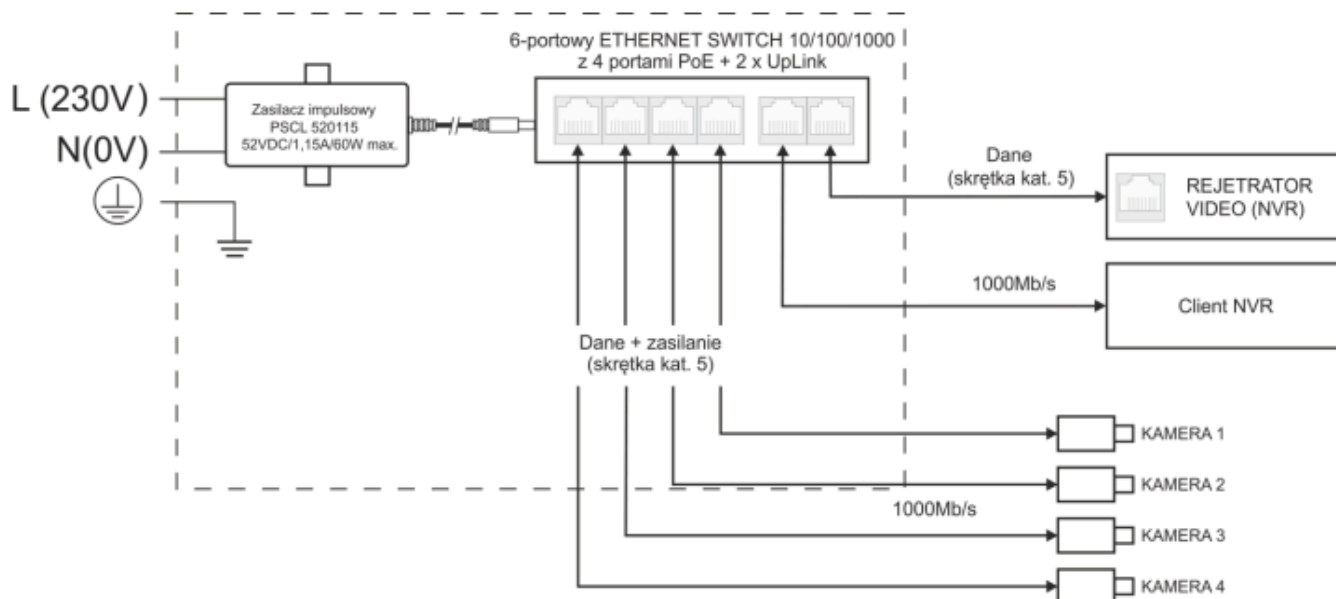 6-portowy ETHERNET SWITCH 10/100/1000
z 4 portami PoE + 2 x UpLink
L (230V)
N(0V)
Zasilacz impulsowy
PSCL 520115
52VDC/1,15A/60W max.
Dane
(skrętka kat. 5)
REJETRATOR
VIDEO (NVR)
1000Mb/s
Client NVR
Dane + zasilanie
(skrętka kat. 5)
KAMERA 1
KAMERA 2
1000Mb/s
KAMERA 3
KAMERA 4